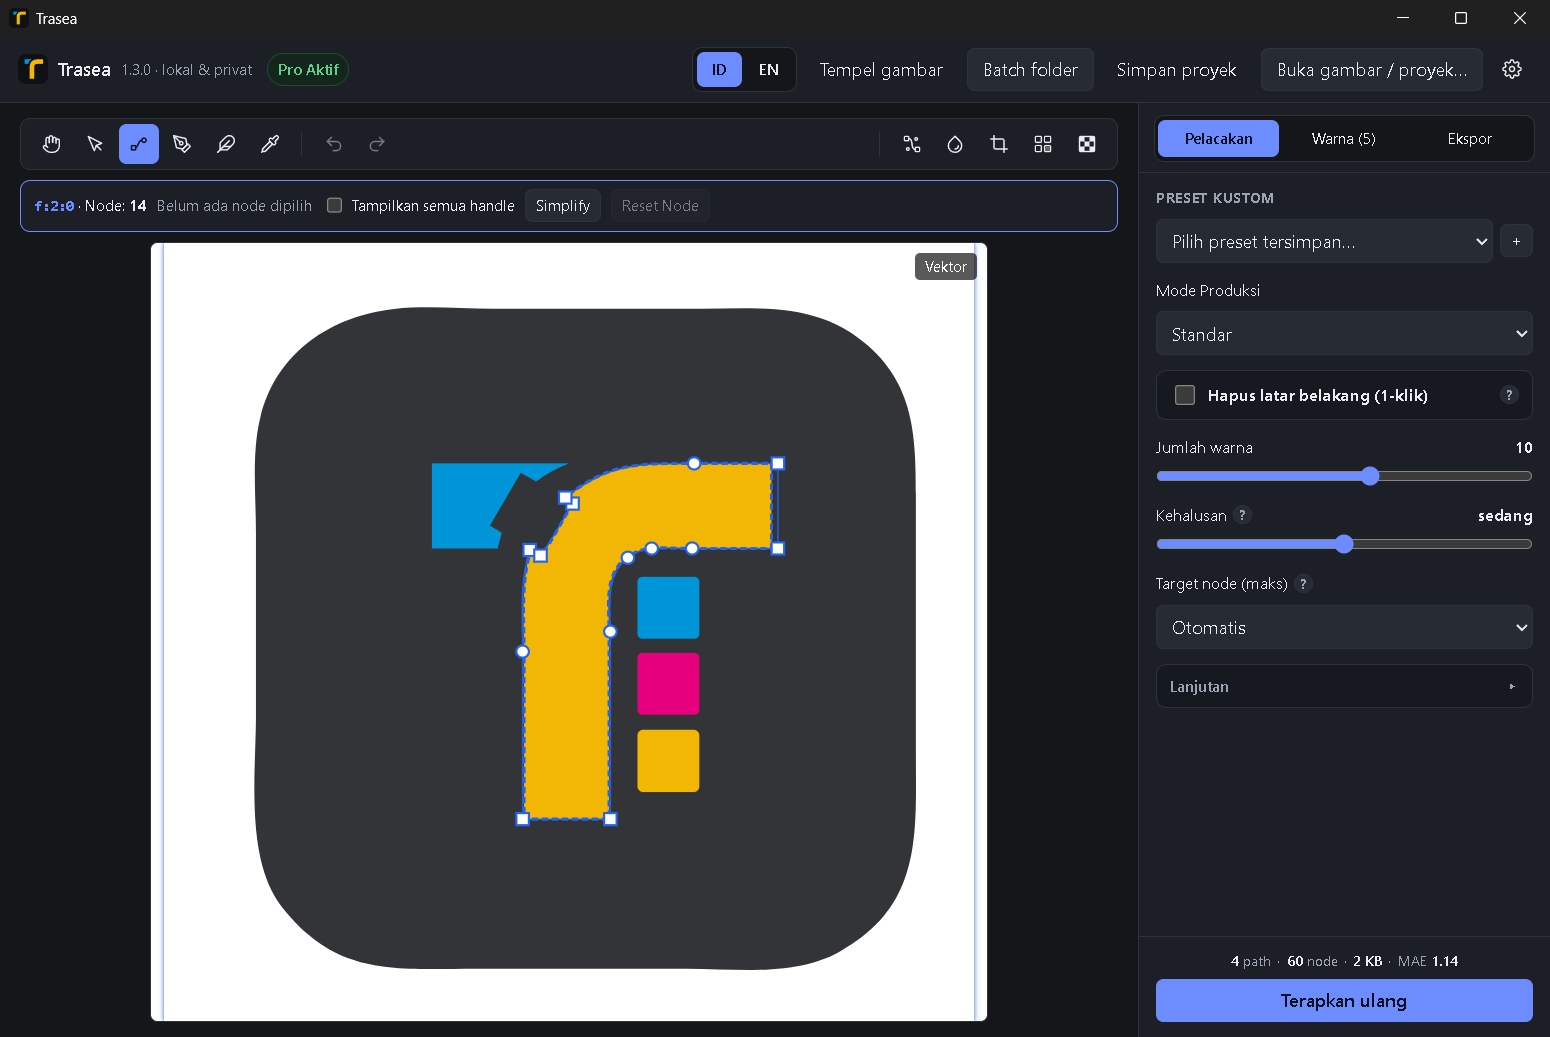 Trasea
Trasea 1.3.0 · lokal & privat Pro Aktif ID EN Tempel gambar Batch folder Simpan proyek Buka gambar / proyek...
Pelacakan Warna (5) Ekspor
f:2:0 · Node: 14 Belum ada node dipilih Tampilkan semua handle Simplify Reset Node
Vektor
PRESET KUSTOM
Pilih preset tersimpan... +
Mode Produksi
Standar
Hapus latar belakang (1-klik) ?
Jumlah warna 10
Kehalusan ? sedang
Target node (maks) ?
Otomatis
Lanjutan
4 path · 60 node · 2 KB · MAE 1.14
Terapkan ulang